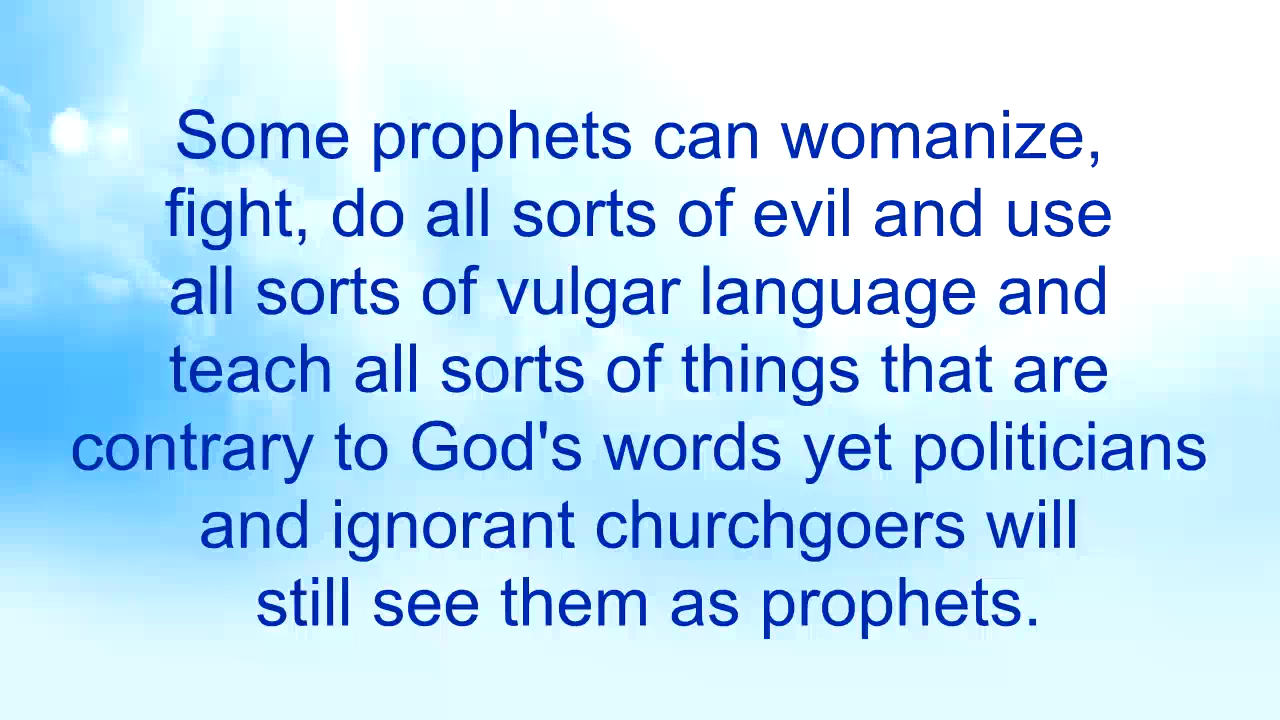 Some prophets can womanize,
fight, do all sorts of evil and use
all sorts of vulgar language and
teach all sorts of things that are
contrary to God's words yet politicians
and ignorant churchgoers will
still see them as prophets.